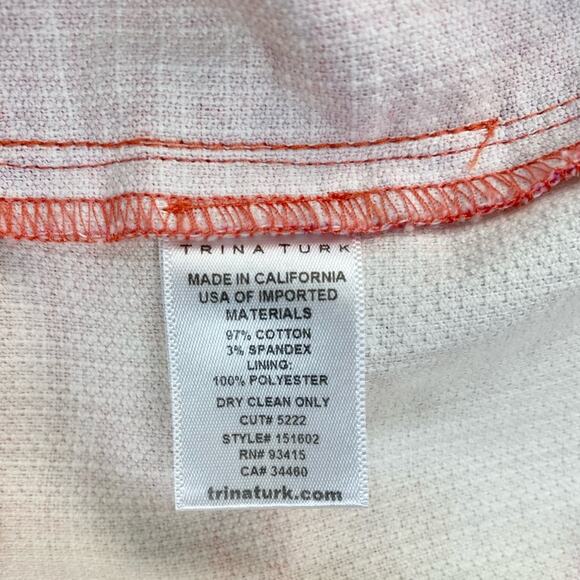 TRINA TURK
MADE IN CALIFORNIA
USA OF IMPORTED
MATERIALS
97% COTTON
3% SPANDEX
LINING:
100% POLYESTER
DRY CLEAN ONLY
CUT# 5222
STYLE# 151602
RN# 93415
CA# 34460
trinaturk.com